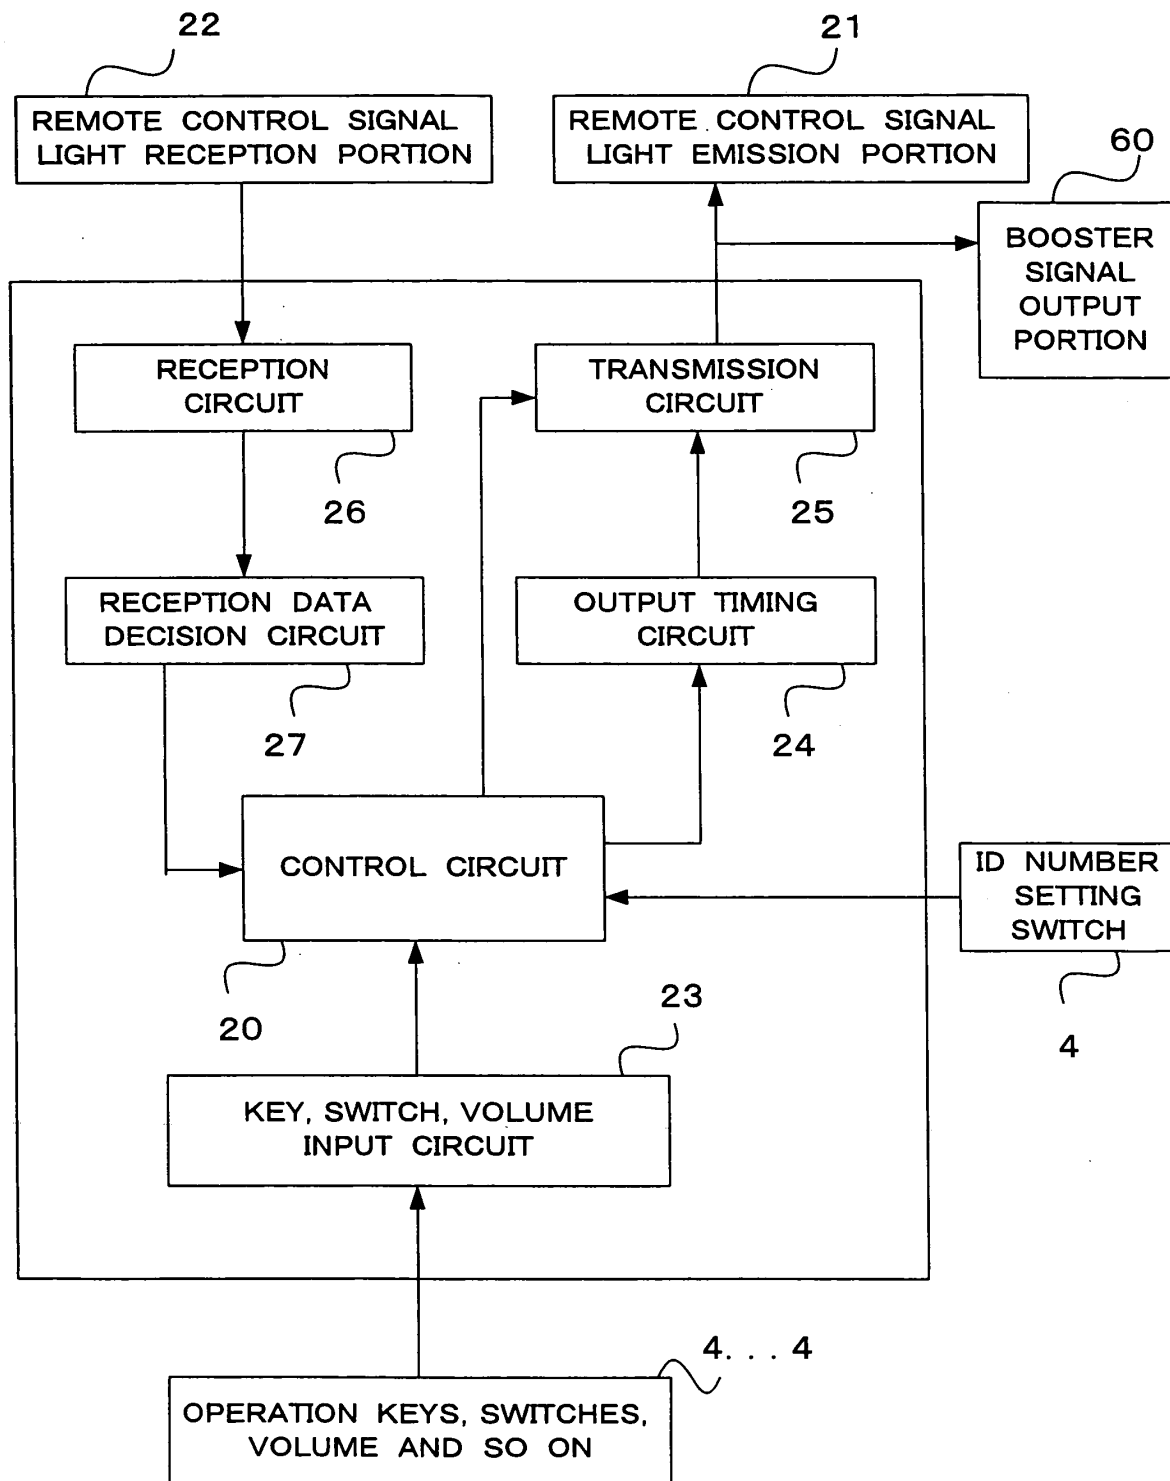 22
21
REMOTE CONTROL SIGNAL
LIGHT RECEPTION PORTION
REMOTE CONTROL SIGNAL
LIGHT EMISSION PORTION
60
BOOSTER
SIGNAL
OUTPUT
PORTION
RECEPTION
CIRCUIT
TRANSMISSION
CIRCUIT
26
25
RECEPTION DATA
DECISION CIRCUIT
OUTPUT TIMING
CIRCUIT
27
24
CONTROL CIRCUIT
ID NUMBER
SETTING
SWITCH
20
23
4
KEY, SWITCH, VOLUME
INPUT CIRCUIT
4. . . 4
OPERATION KEYS, SWITCHES,
VOLUME AND SO ON